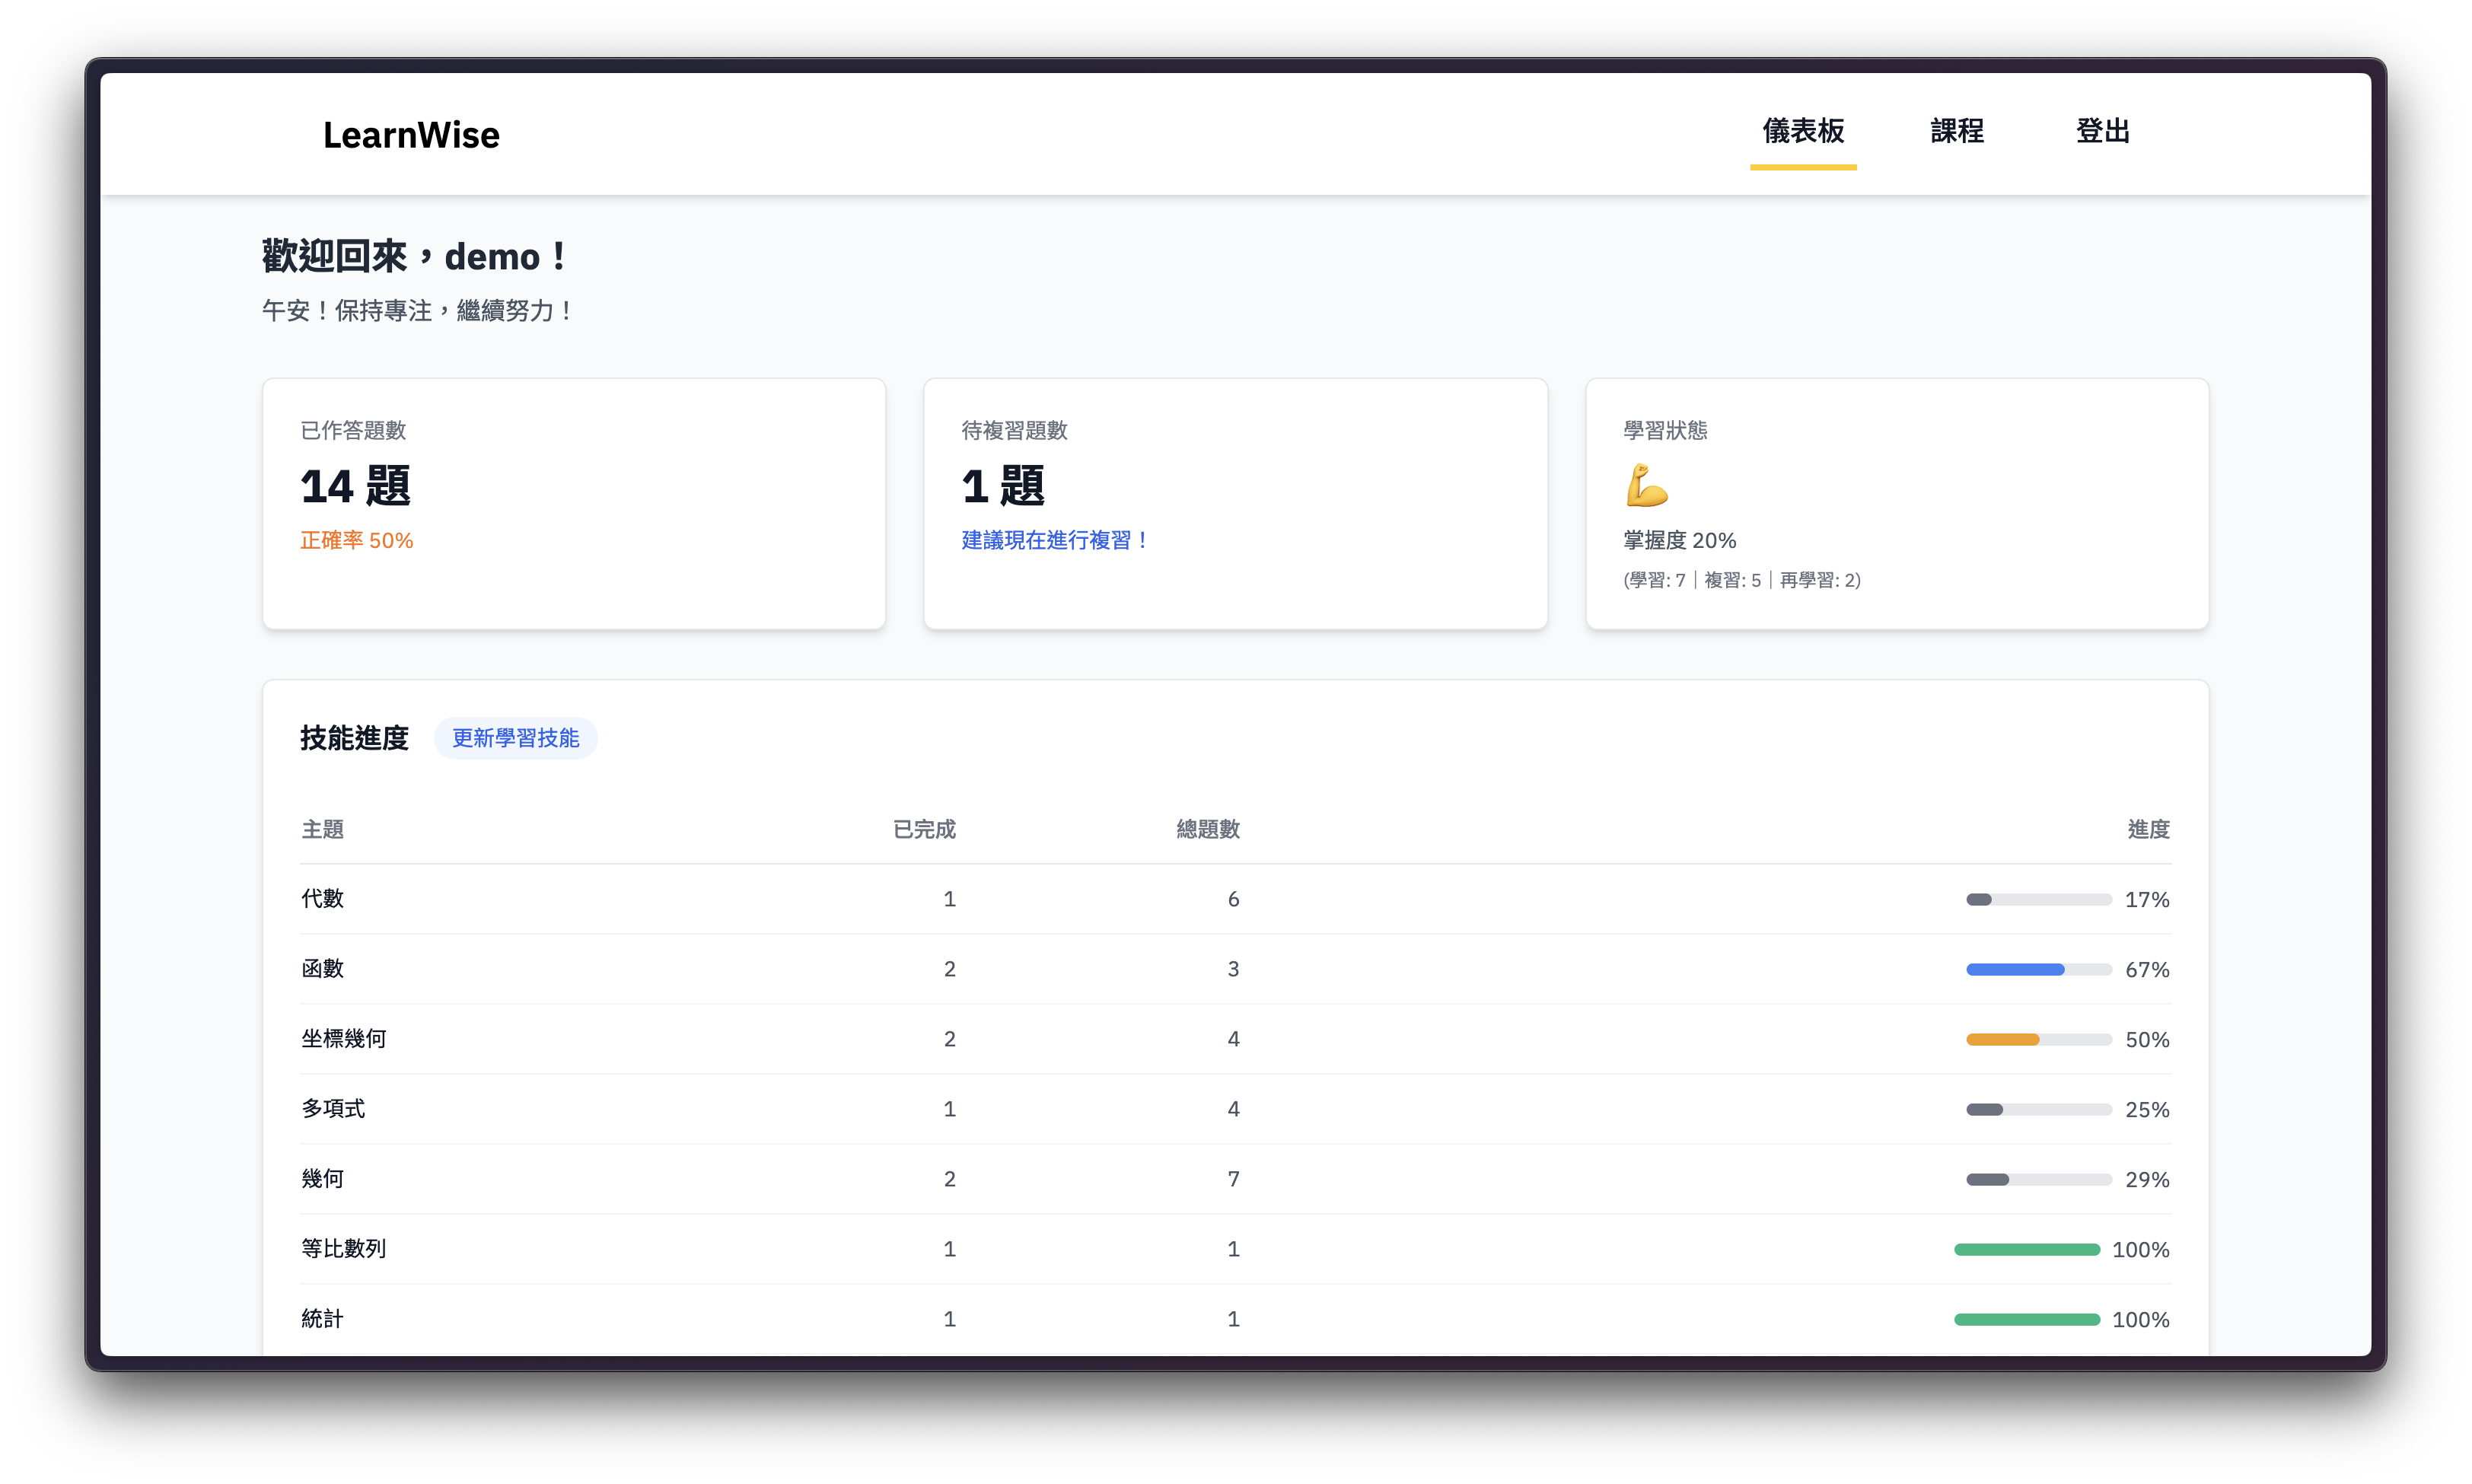 LearnWise
儀表板 課程 登出
歡迎回來，demo！
午安！保持專注，繼續努力！
已作答題數
14 題
正確率 50%
待複習題數
1 題
建議現在進行複習！
學習狀態
💪
掌握度 20%
(學習: 7｜複習: 5｜再學習: 2)
技能進度 更新學習技能
主題 已完成 總題數 進度
代數 1 6 17%
函數 2 3 67%
坐標幾何 2 4 50%
多項式 1 4 25%
幾何 2 7 29%
等比數列 1 1 100%
統計 1 1 100%